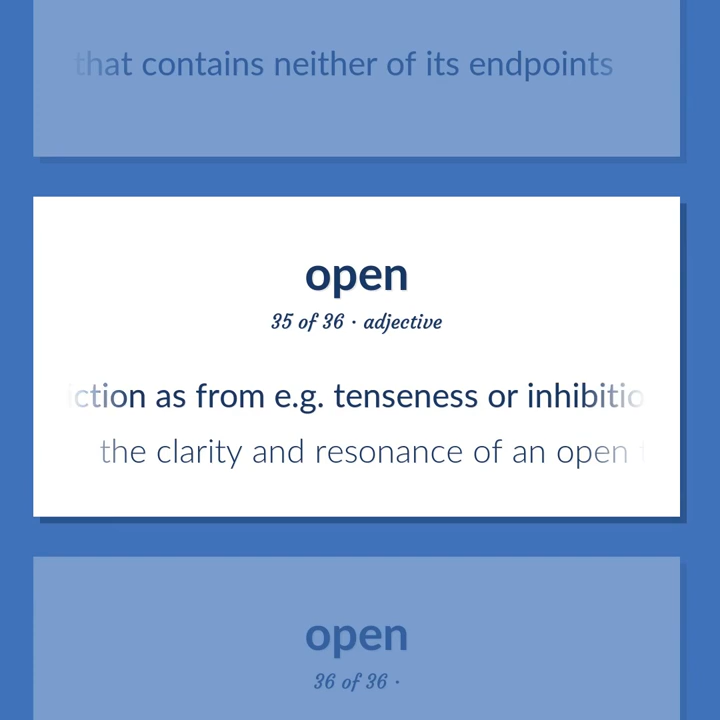 that contains neither of its endpoints
open
35 of 36 · adjective
iction as from e.g. tenseness or inhibitio
the clarity and resonance of an open
open
36 of 36 ·